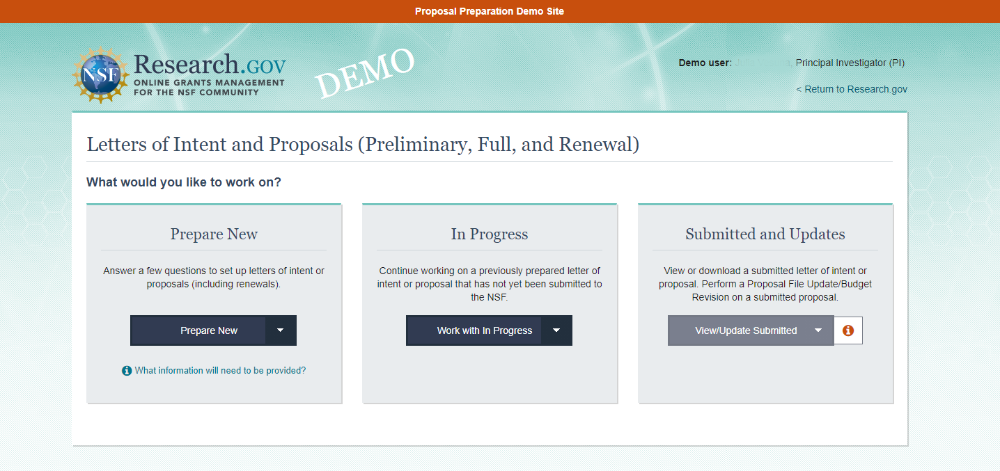 Proposal Preparation Demo Site
NSF
Research.GOV
ONLINE GRANTS MANAGEMENT
FOR THE NSF COMMUNITY
DEMO
Demo user: , Principal Investigator (PI)
< Return to Research.gov
Letters of Intent and Proposals (Preliminary, Full, and Renewal)
What would you like to work on?
Prepare New
Answer a few questions to set up letters of intent or
proposals (including renewals).
Prepare New
What information will need to be provided?
In Progress
Continue working on a previously prepared letter of
intent or proposal that has not yet been submitted to
the NSF.
Work with In Progress
Submitted and Updates
View or download a submitted letter of intent or
proposal. Perform a Proposal File Update/Budget
Revision on a submitted proposal.
View/Update Submitted